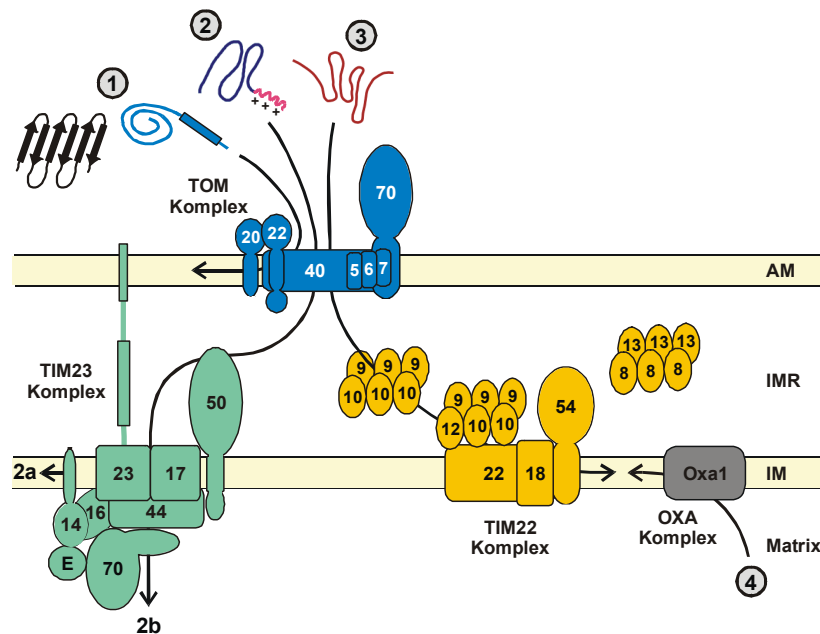 1
2
3
+ + +
TOM
Komplex
70
20
22
40
5
6
7
AM
TIM23
Komplex
50
9 9 9
10 10 10
9 9 9
12 10 10
54
13 13 13
8 8 8
IMR
2a
23
17
22
18
Oxa1
IM
14
16
44
TIM22
Komplex
OXA
Komplex
Matrix
E
70
4
2b